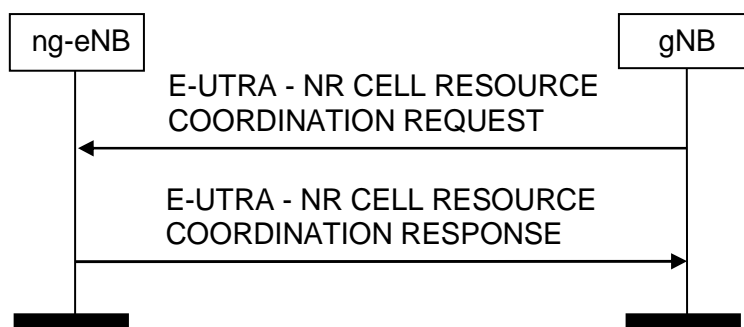 ng-eNB
gNB
E-UTRA - NR CELL RESOURCE
COORDINATION REQUEST
E-UTRA - NR CELL RESOURCE
COORDINATION RESPONSE